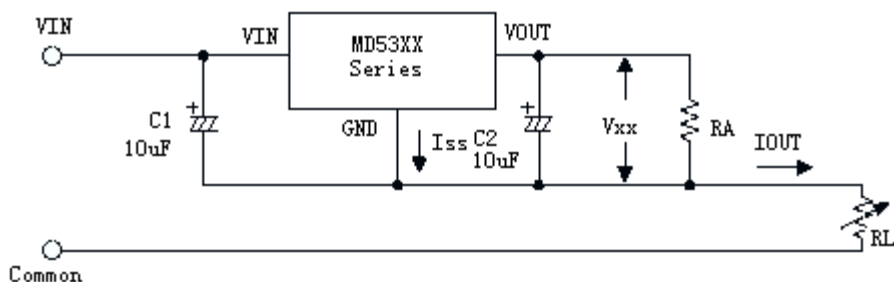 VIN
VIN
MD53XX
Series
VOUT
C1
10uF
GND
Iss
C2
10uF
Vxx
RA
IOUT
RL
Common